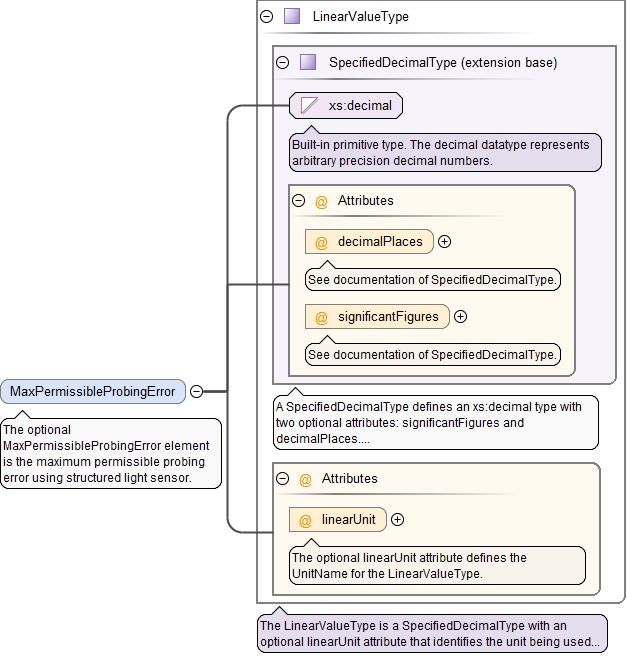 LinearValueType
SpecifiedDecimalType (extension base)
xs:decimal
Built-in primitive type. The decimal datatype represents
arbitrary precision decimal numbers.
@ Attributes
@ decimalPlaces
See documentation of SpecifiedDecimalType.
@ significantFigures
See documentation of SpecifiedDecimalType.
MaxPermissibleProbingError
The optional
MaxPermissibleProbingError element
is the maximum permissible probing
error using structured light sensor.
A SpecifiedDecimalType defines an xs:decimal type with
two optional attributes: significantFigures and
decimalPlaces....
@ Attributes
@ linearUnit
The optional linearUnit attribute defines the
UnitName for the LinearValueType.
The LinearValueType is a SpecifiedDecimalType with an
optional linearUnit attribute that identifies the unit being used...